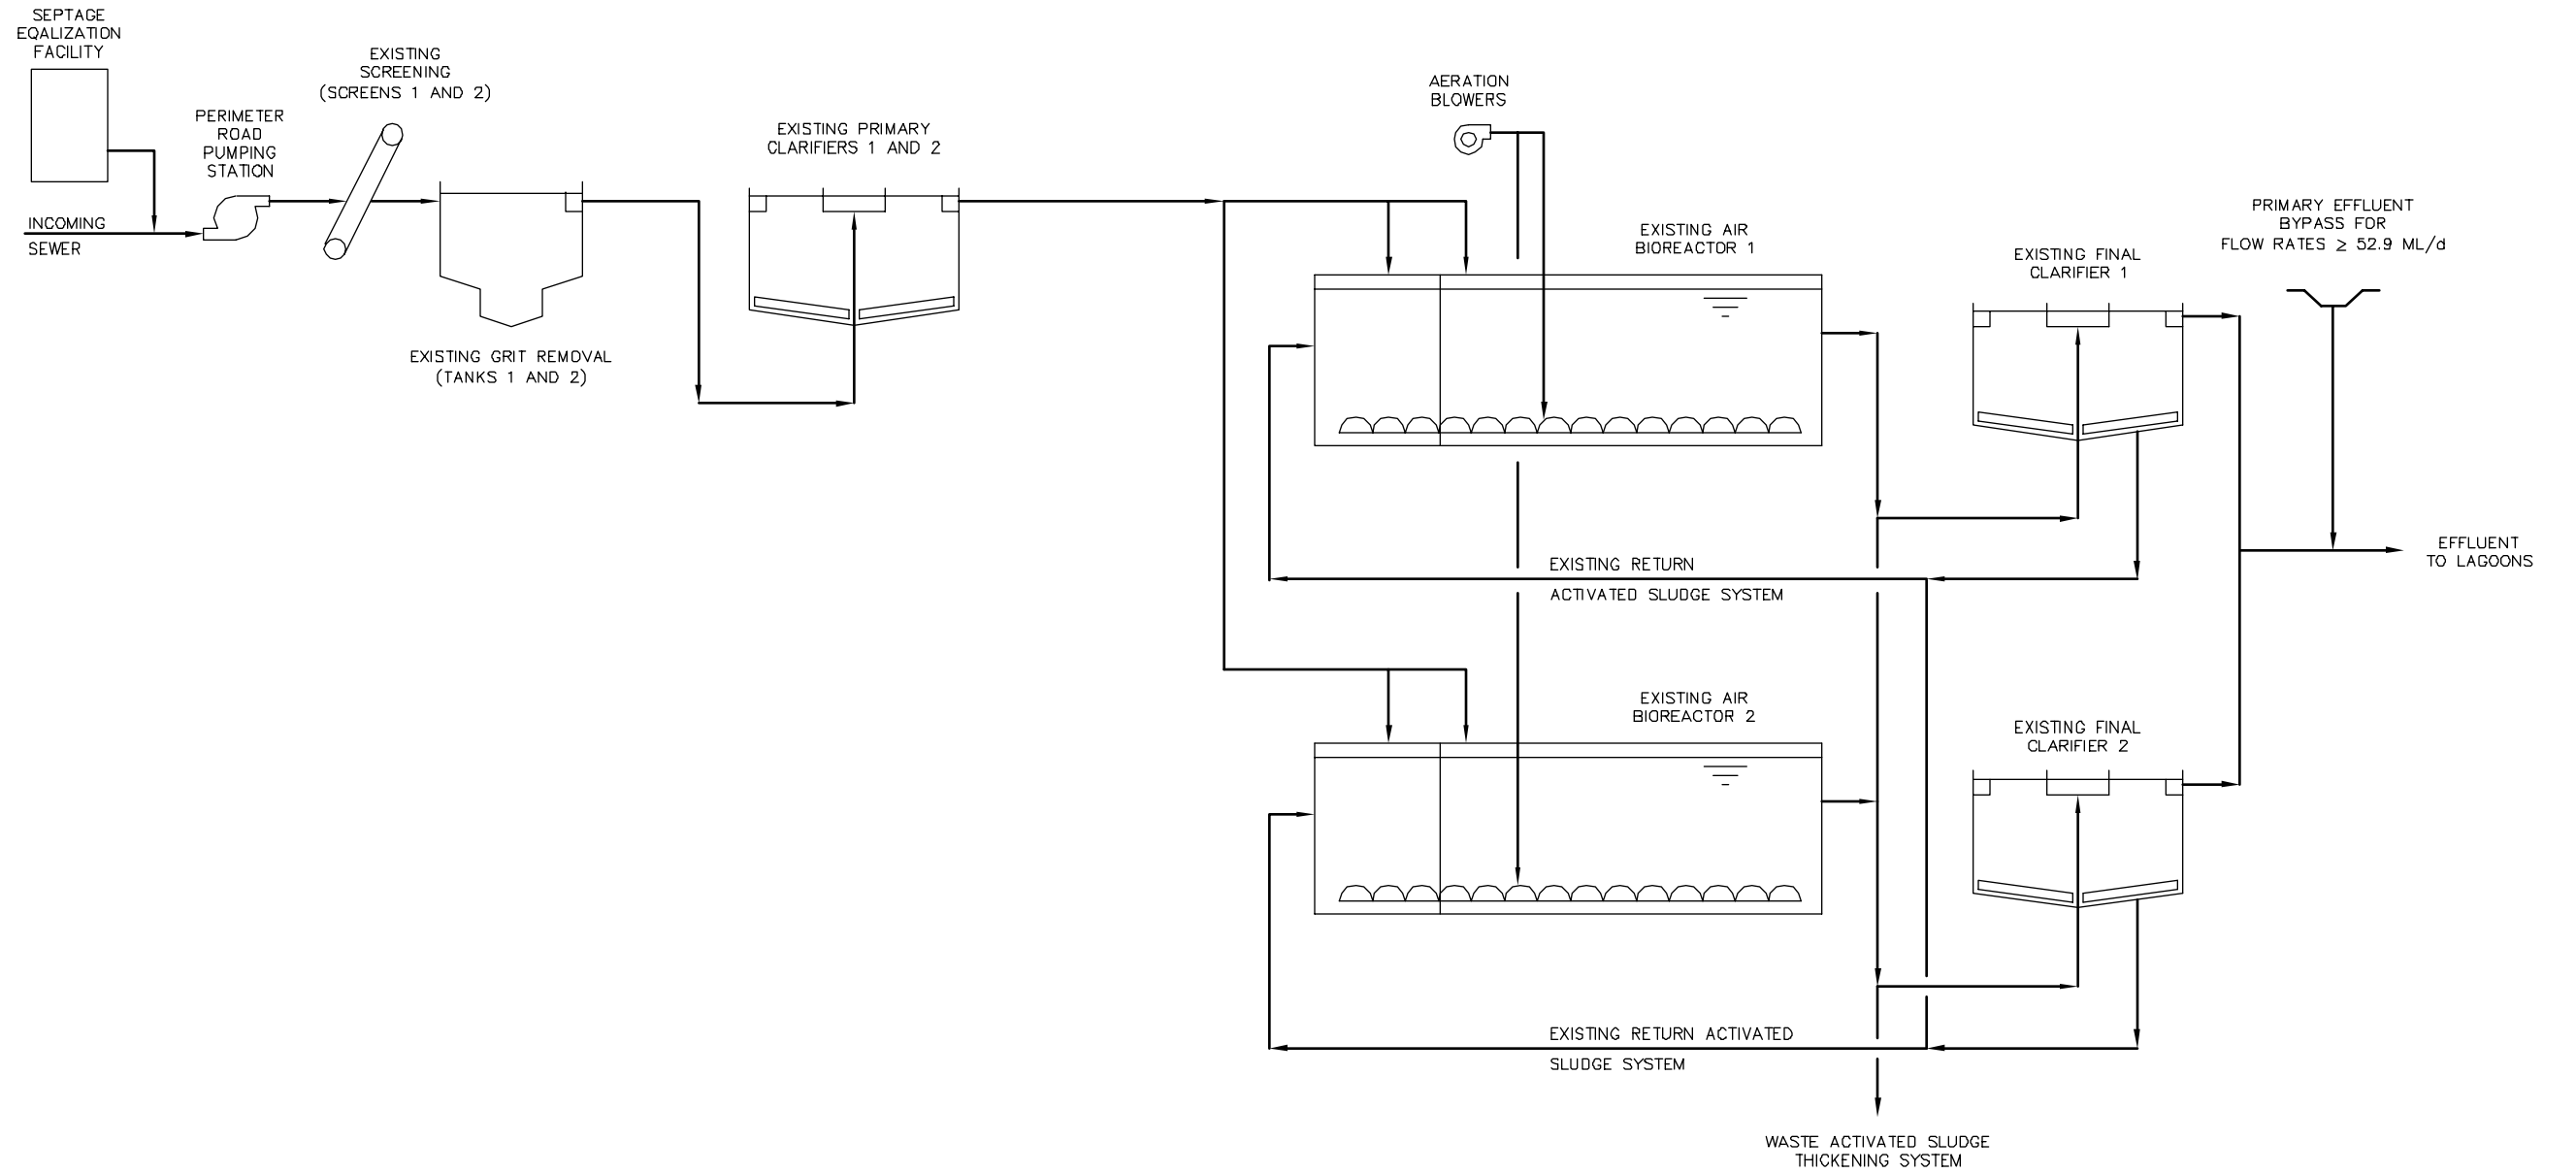 SEPTAGE
EQALIZATION
FACILITY
EXISTING
SCREENING
(SCREENS 1 AND 2)
PERIMETER
ROAD
PUMPING
STATION
INCOMING
SEWER
EXISTING GRIT REMOVAL
(TANKS 1 AND 2)
EXISTING PRIMARY
CLARIFIERS 1 AND 2
AERATION
BLOWERS
EXISTING AIR
BIOREACTOR 1
EXISTING FINAL
CLARIFIER 1
PRIMARY EFFLUENT
BYPASS FOR
FLOW RATES ≥ 52.9 ML/d
EFFLUENT
TO LAGOONS
EXISTING RETURN
ACTIVATED SLUDGE SYSTEM
EXISTING AIR
BIOREACTOR 2
EXISTING FINAL
CLARIFIER 2
EXISTING RETURN ACTIVATED
SLUDGE SYSTEM
WASTE ACTIVATED SLUDGE
THICKENING SYSTEM